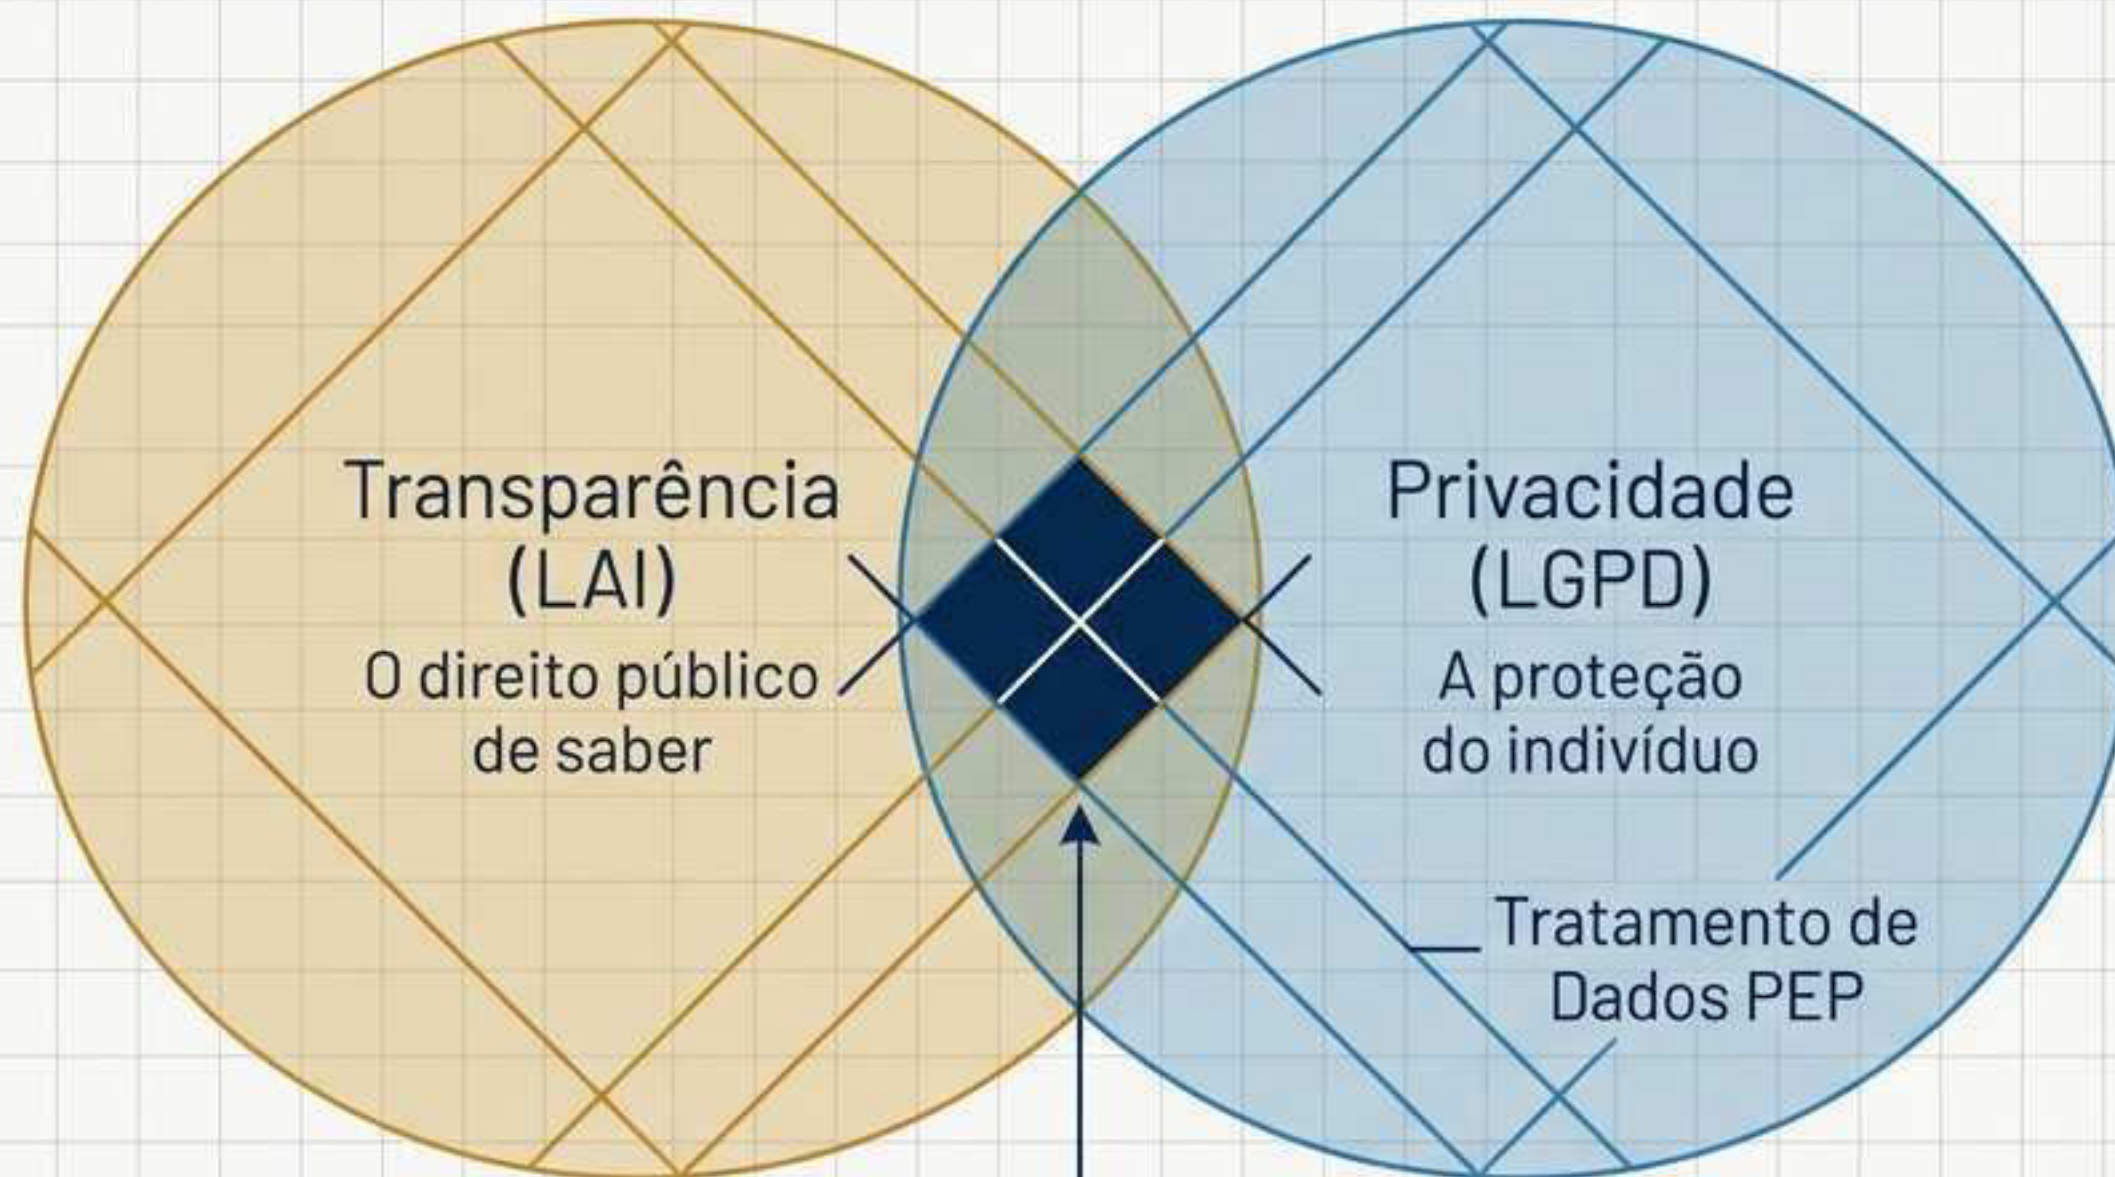 Transparência
(LAI)
O direito público
de saber
Privacidade
(LGPD)
A proteção
do indivíduo
Tratamento de
Dados PEP